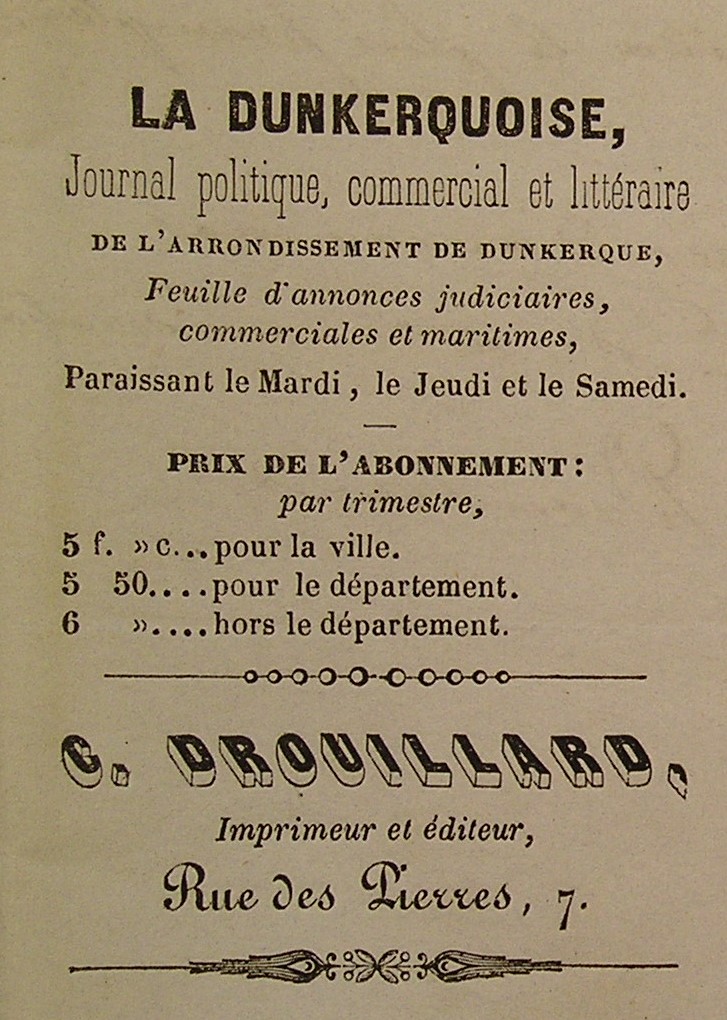 LA DUNKERQUOISE,
Journal politique, commercial et littéraire
DE L'ARRONDISSEMENT DE DUNKERQUE,
Feuille d'annonces judiciaires,
commerciales et maritimes,
Paraissant le Mardi, le Jeudi et le Samedi.
PRIX DE L'ABONNEMENT:
par trimestre,
5 f. » c... pour la ville.
5 50.... pour le département.
6 ».... hors le département.
C. DROUILLARD,
Imprimeur et éditeur,
Rue des Pierres, 7.